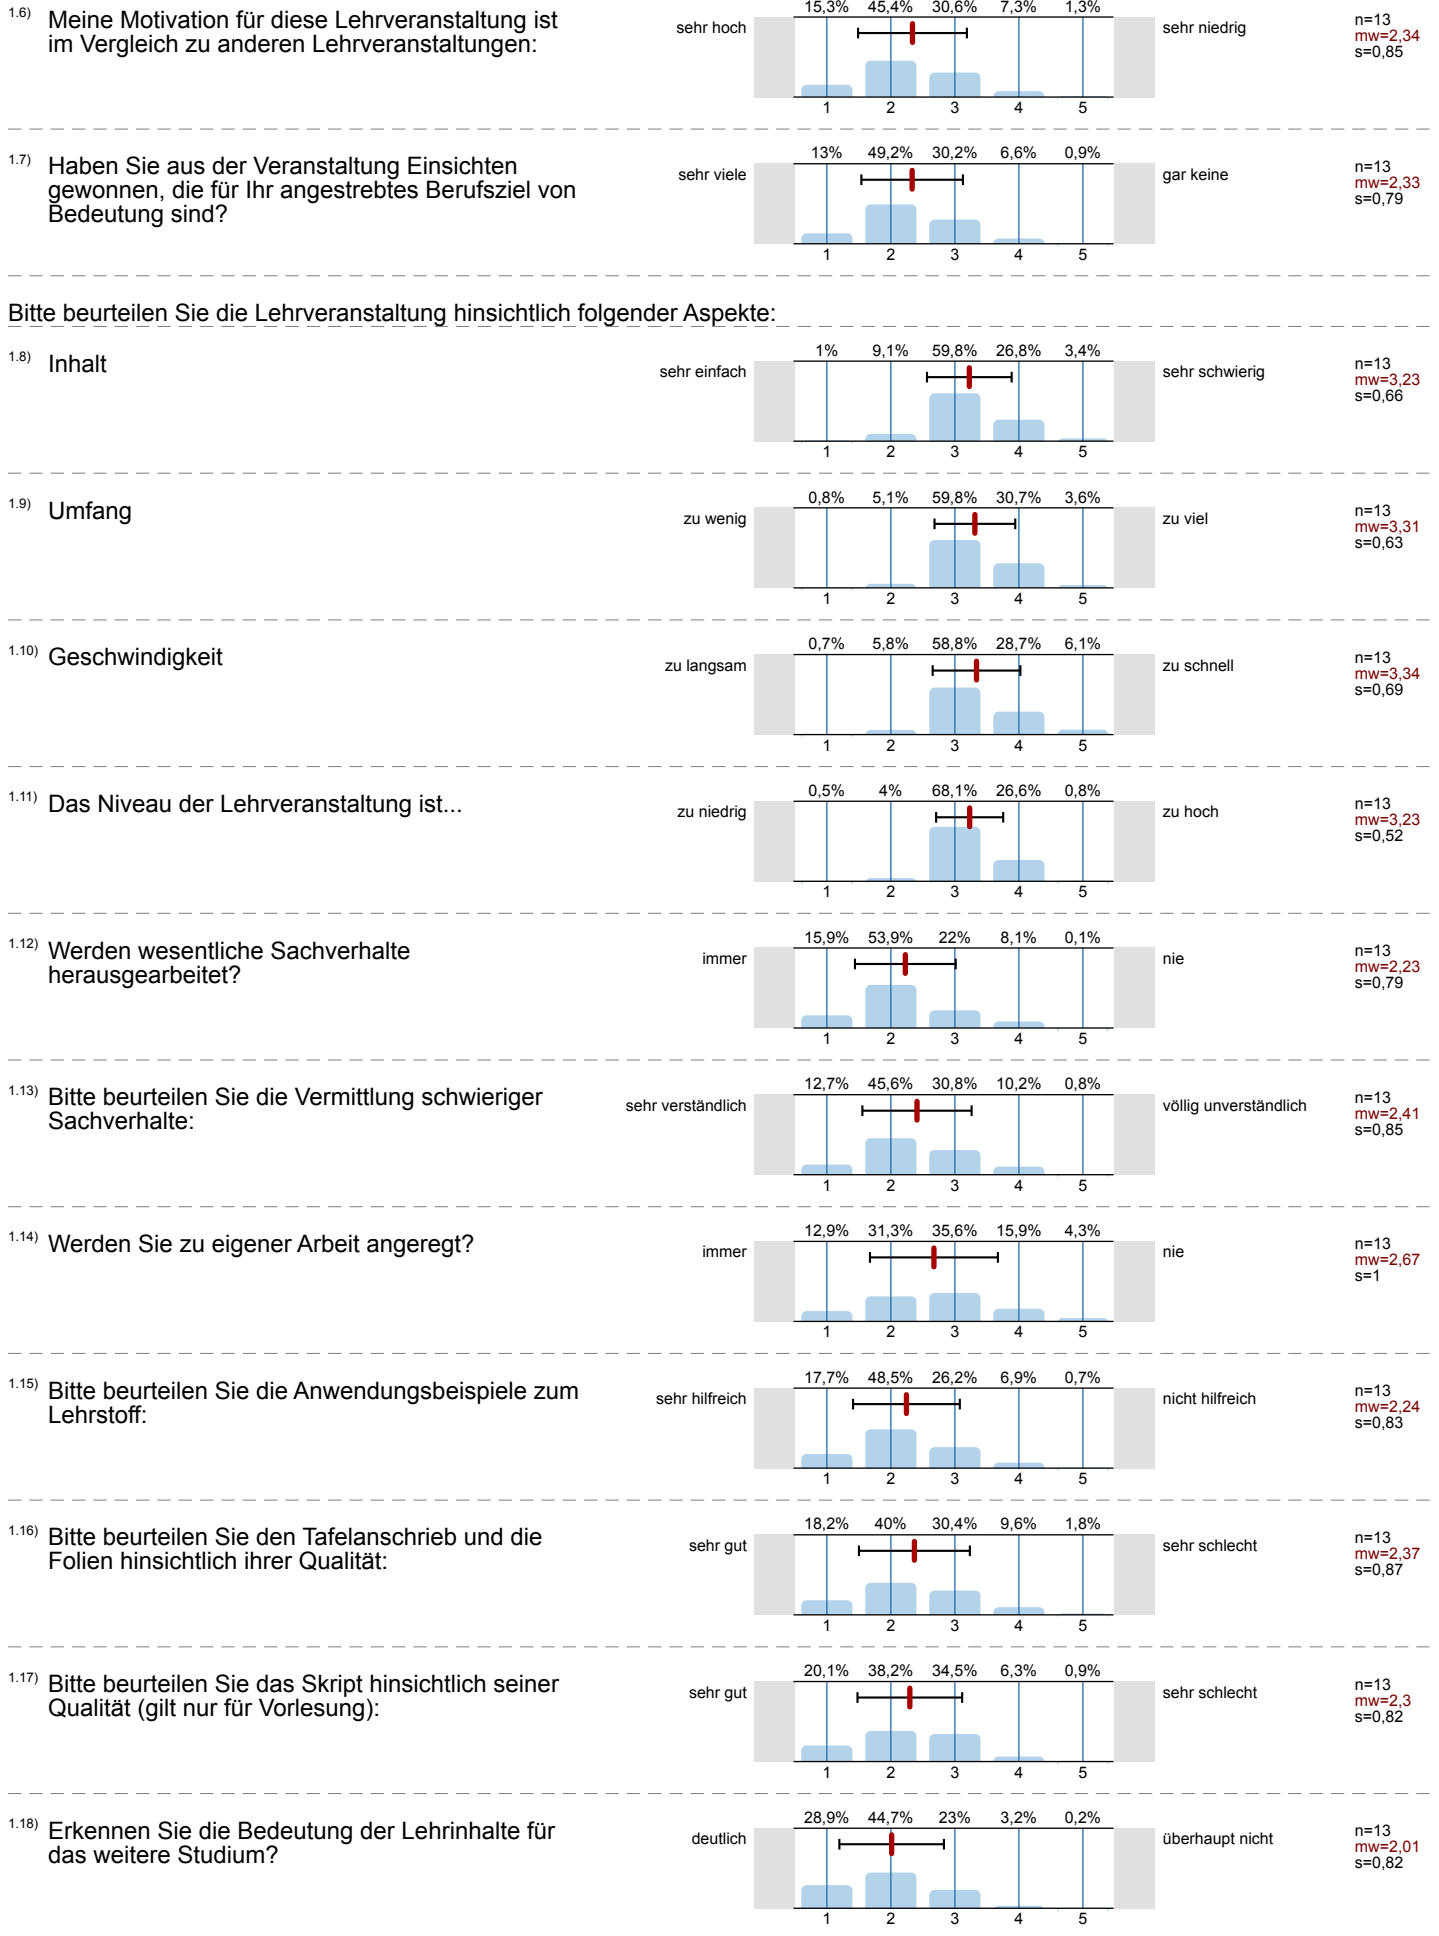 1.6) Meine Motivation für diese Lehrveranstaltung ist
im Vergleich zu anderen Lehrveranstaltungen:
sehr hoch
15,3% 45,4% 30,6% 7,3% 1,3%
1 2 3 4 5
sehr niedrig
n=13
mw=2,34
s=0,85
1.7) Haben Sie aus der Veranstaltung Einsichten
gewonnen, die für Ihr angestrebtes Berufsziel von
Bedeutung sind?
sehr viele
13% 49,2% 30,2% 6,6% 0,9%
1 2 3 4 5
gar keine
n=13
mw=2,33
s=0,79
Bitte beurteilen Sie die Lehrveranstaltung hinsichtlich folgender Aspekte:
1.8) Inhalt
sehr einfach
1% 9,1% 59,8% 26,8% 3,4%
1 2 3 4 5
sehr schwierig
n=13
mw=3,23
s=0,66
1.9) Umfang
zu wenig
0,8% 5,1% 59,8% 30,7% 3,6%
1 2 3 4 5
zu viel
n=13
mw=3,31
s=0,63
1.10) Geschwindigkeit
zu langsam
0,7% 5,8% 58,8% 28,7% 6,1%
1 2 3 4 5
zu schnell
n=13
mw=3,34
s=0,69
1.11) Das Niveau der Lehrveranstaltung ist...
zu niedrig
0,5% 4% 68,1% 26,6% 0,8%
1 2 3 4 5
zu hoch
n=13
mw=3,23
s=0,52
1.12) Werden wesentliche Sachverhalte
herausgearbeitet?
immer
15,9% 53,9% 22% 8,1% 0,1%
1 2 3 4 5
nie
n=13
mw=2,23
s=0,79
1.13) Bitte beurteilen Sie die Vermittlung schwieriger
Sachverhalte:
sehr verständlich
12,7% 45,6% 30,8% 10,2% 0,8%
1 2 3 4 5
völlig unverständlich
n=13
mw=2,41
s=0,85
1.14) Werden Sie zu eigener Arbeit angeregt?
immer
12,9% 31,3% 35,6% 15,9% 4,3%
1 2 3 4 5
nie
n=13
mw=2,67
s=1
1.15) Bitte beurteilen Sie die Anwendungsbeispiele zum
Lehrstoff:
sehr hilfreich
17,7% 48,5% 26,2% 6,9% 0,7%
1 2 3 4 5
nicht hilfreich
n=13
mw=2,24
s=0,83
1.16) Bitte beurteilen Sie den Tafelanschrieb und die
Folien hinsichtlich ihrer Qualität:
sehr gut
18,2% 40% 30,4% 9,6% 1,8%
1 2 3 4 5
sehr schlecht
n=13
mw=2,37
s=0,87
1.17) Bitte beurteilen Sie das Skript hinsichtlich seiner
Qualität (gilt nur für Vorlesung):
sehr gut
20,1% 38,2% 34,5% 6,3% 0,9%
1 2 3 4 5
sehr schlecht
n=13
mw=2,3
s=0,82
1.18) Erkennen Sie die Bedeutung der Lehrinhalte für
das weitere Studium?
deutlich
28,9% 44,7% 23% 3,2% 0,2%
1 2 3 4 5
überhaupt nicht
n=13
mw=2,01
s=0,82